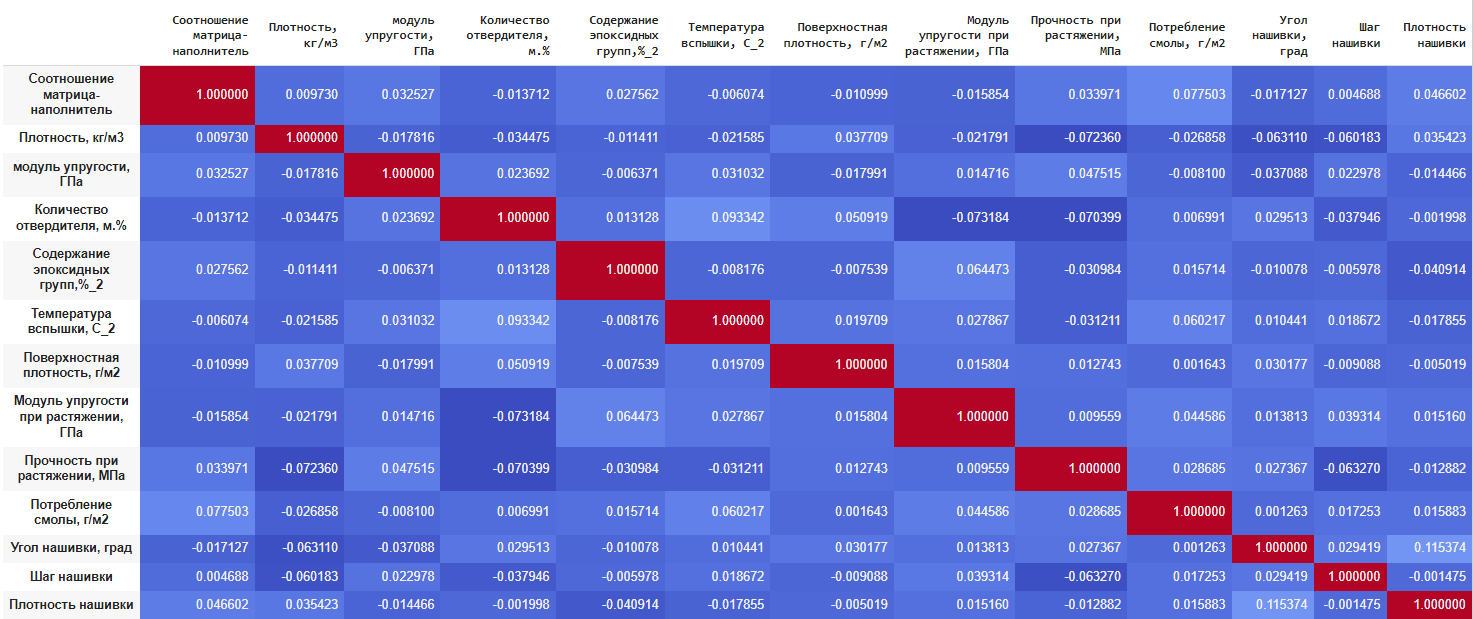 Соотношение матрица-наполнитель Плотность, кг/м3 модуль упругости, ГПа Количество отвердителя, м.% Содержание эпоксидных групп,%_2 Температура вспышки, С_2 Поверхностная плотность, г/м2 Модуль упругости при растяжении, ГПа Прочность при растяжении, МПа Потребление смолы, г/м2 Угол нашивки, град Шаг нашивки Плотность нашивки
Соотношение матрица-наполнитель 1.000000 0.009730 0.032527 -0.013712 0.027562 -0.006074 -0.010999 -0.015854 0.033971 0.077503 -0.017127 0.004688 0.046602
Плотность, кг/м3 0.009730 1.000000 -0.017816 -0.034475 -0.011411 -0.021585 0.037709 -0.021791 -0.072360 -0.026858 -0.063110 -0.060183 0.035423
модуль упругости, ГПа 0.032527 -0.017816 1.000000 0.023692 -0.006371 0.031032 -0.017991 0.014716 0.047515 -0.008100 -0.037088 0.022978 -0.014466
Количество отвердителя, м.% -0.013712 -0.034475 0.023692 1.000000 0.013128 0.093342 0.050919 -0.073184 -0.070399 0.006991 0.029513 -0.037946 -0.001998
Содержание эпоксидных групп,%_2 0.027562 -0.011411 -0.006371 0.013128 1.000000 -0.008176 -0.007539 0.064473 -0.030984 0.015714 -0.010078 -0.005978 -0.040914
Температура вспышки, С_2 -0.006074 -0.021585 0.031032 0.093342 -0.008176 1.000000 0.019709 0.027867 -0.031211 0.060217 0.010441 0.018672 -0.017855
Поверхностная плотность, г/м2 -0.010999 0.037709 -0.017991 0.050919 -0.007539 0.019709 1.000000 0.015804 0.012743 0.001643 0.030177 -0.009088 -0.005019
Модуль упругости при растяжении, ГПа -0.015854 -0.021791 0.014716 -0.073184 0.064473 0.027867 0.015804 1.000000 0.009559 0.044586 0.013813 0.039314 0.015160
Прочность при растяжении, МПа 0.033971 -0.072360 0.047515 -0.070399 -0.030984 -0.031211 0.012743 0.009559 1.000000 0.028685 0.027367 -0.063270 -0.012882
Потребление смолы, г/м2 0.077503 -0.026858 -0.008100 0.006991 0.015714 0.060217 0.001643 0.044586 0.028685 1.000000 0.001263 0.017253 0.015883
Угол нашивки, град -0.017127 -0.063110 -0.037088 0.029513 -0.010078 0.010441 0.030177 0.013813 0.027367 0.001263 1.000000 0.029419 0.115374
Шаг нашивки 0.004688 -0.060183 0.022978 -0.037946 -0.005978 0.018672 -0.009088 0.039314 -0.063270 0.017253 0.029419 1.000000 -0.001475
Плотность нашивки 0.046602 0.035423 -0.014466 -0.001998 -0.040914 -0.017855 -0.005019 0.015160 -0.012882 0.015883 0.115374 -0.001475 1.000000